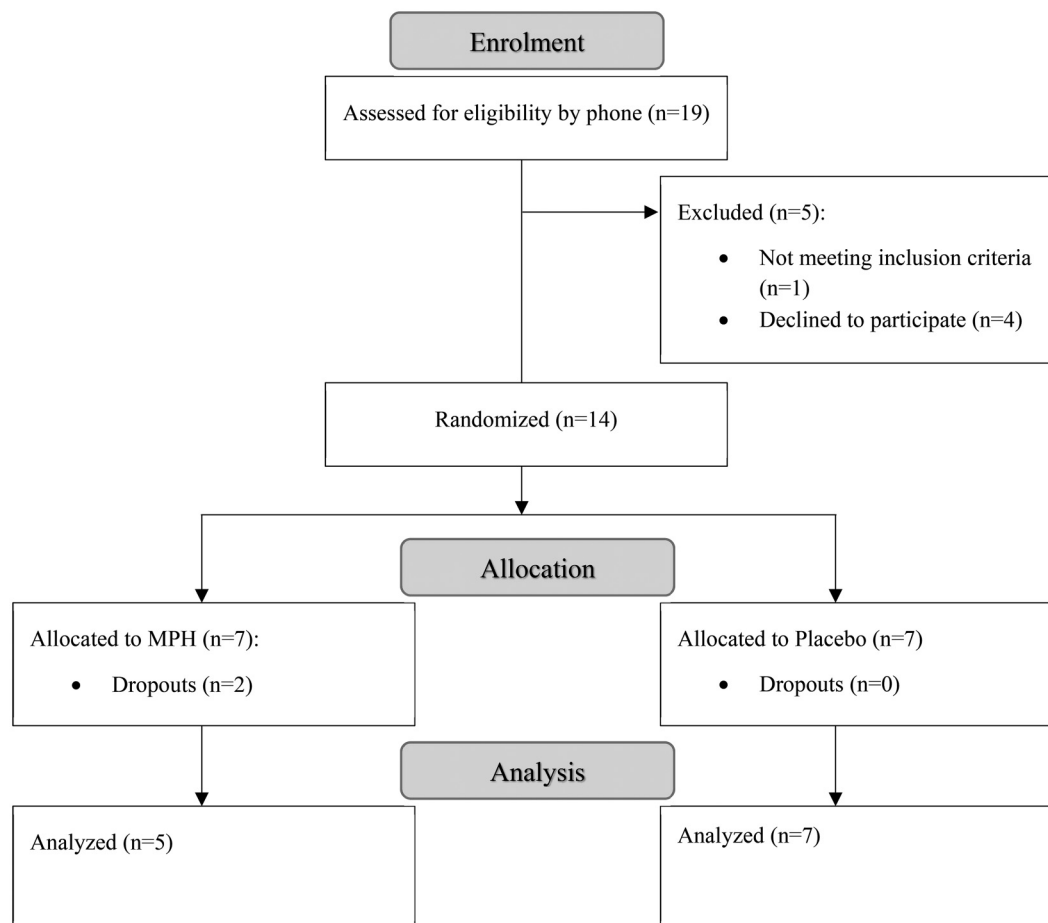 Enrolment
Assessed for eligibility by phone (n=19)
Excluded (n=5):
• Not meeting inclusion criteria
(n=1)
• Declined to participate (n=4)
Randomized (n=14)
Allocation
Allocated to MPH (n=7):
• Dropouts (n=2)
Allocated to Placebo (n=7)
• Dropouts (n=0)
Analysis
Analyzed (n=5)
Analyzed (n=7)